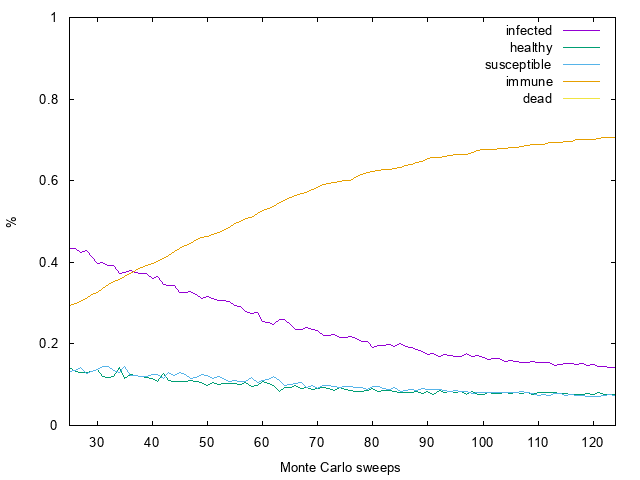 1
0.8
0.6
0.4
0.2
0
%
30 40 50 60 70 80 90 100 110 120
Monte Carlo sweeps
infected
healthy
susceptible
immune
dead